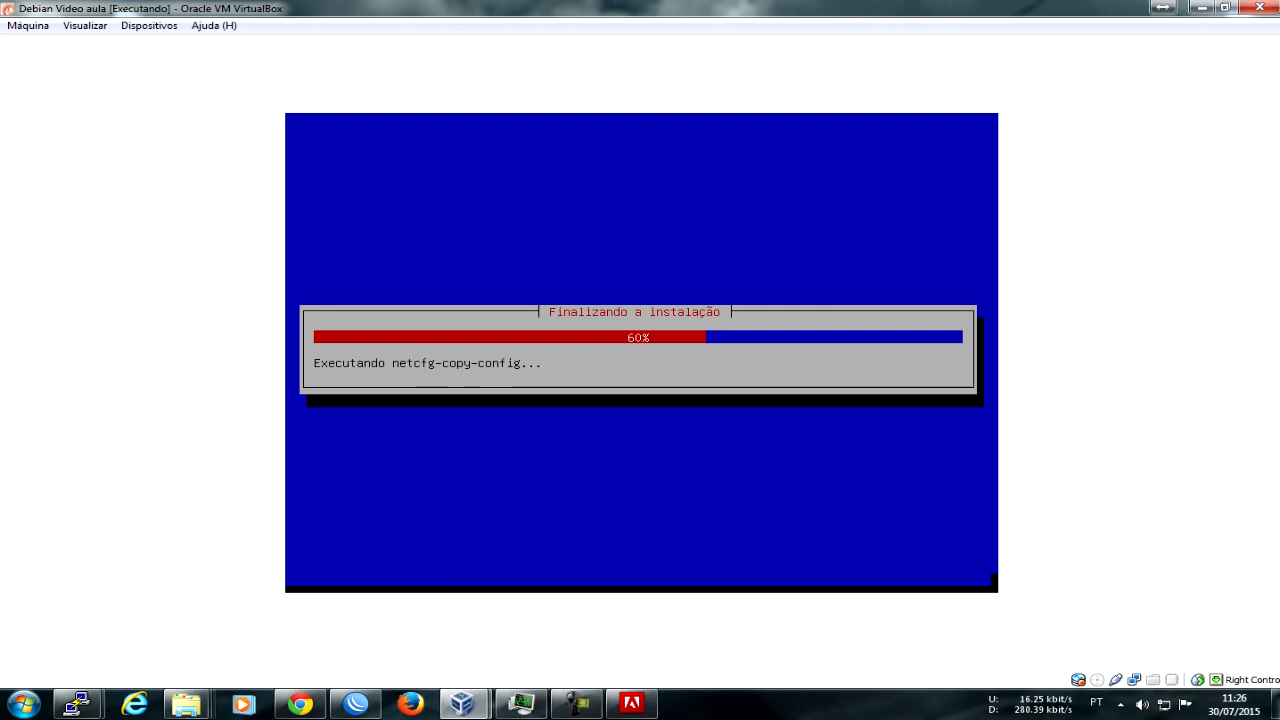 Debian Video aula [Executando] - Oracle VM VirtualBox
Máquina Visualizar Dispositivos Ajuda (H)
Finalizando a instalação
60%
Executando netcfg-copy-config...
Right Contro
U: 16.25 kbit/s
D: 280.39 kbit/s
PT
11:26
30/07/2015